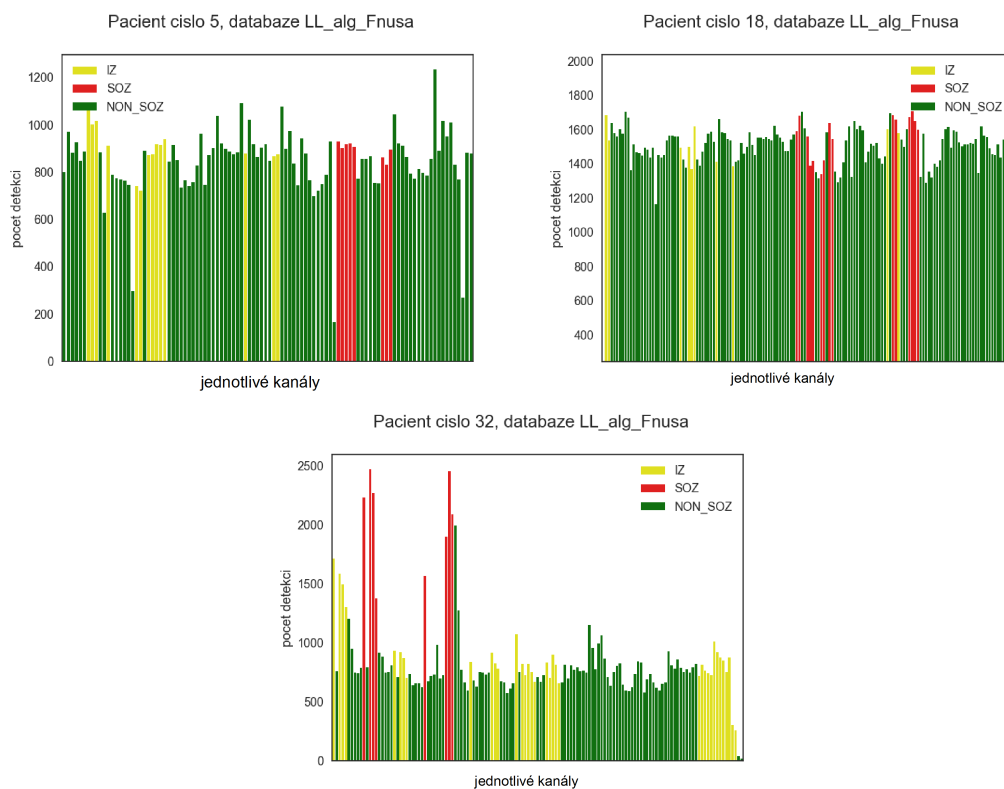 Pacient cislo 5, databaze LL_alg_Fnusa
IZ
SOZ
NON_SOZ
1200
1000
800
600
400
200
0
pocet detekci
jednotlivé kanály
Pacient cislo 18, databaze LL_alg_Fnusa
IZ
SOZ
NON_SOZ
2000
1800
1600
1400
1200
1000
800
600
400
pocet detekci
jednotlivé kanály
Pacient cislo 32, databaze LL_alg_Fnusa
IZ
SOZ
NON_SOZ
2500
2000
1500
1000
500
0
pocet detekci
jednotlivé kanály